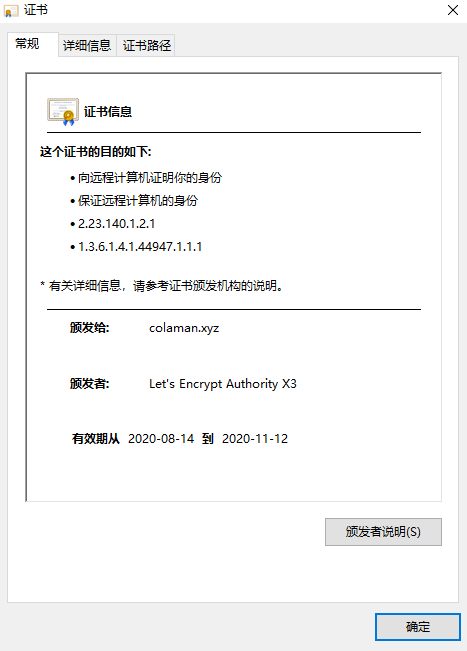 证书
常规 详细信息 证书路径
证书信息
这个证书的目的如下:
• 向远程计算机证明你的身份
• 保证远程计算机的身份
• 2.23.140.1.2.1
• 1.3.6.1.4.1.44947.1.1.1
* 有关详细信息，请参考证书颁发机构的说明。
颁发给: colaman.xyz
颁发者: Let's Encrypt Authority X3
有效期从 2020-08-14 到 2020-11-12
颁发者说明(S)
确定